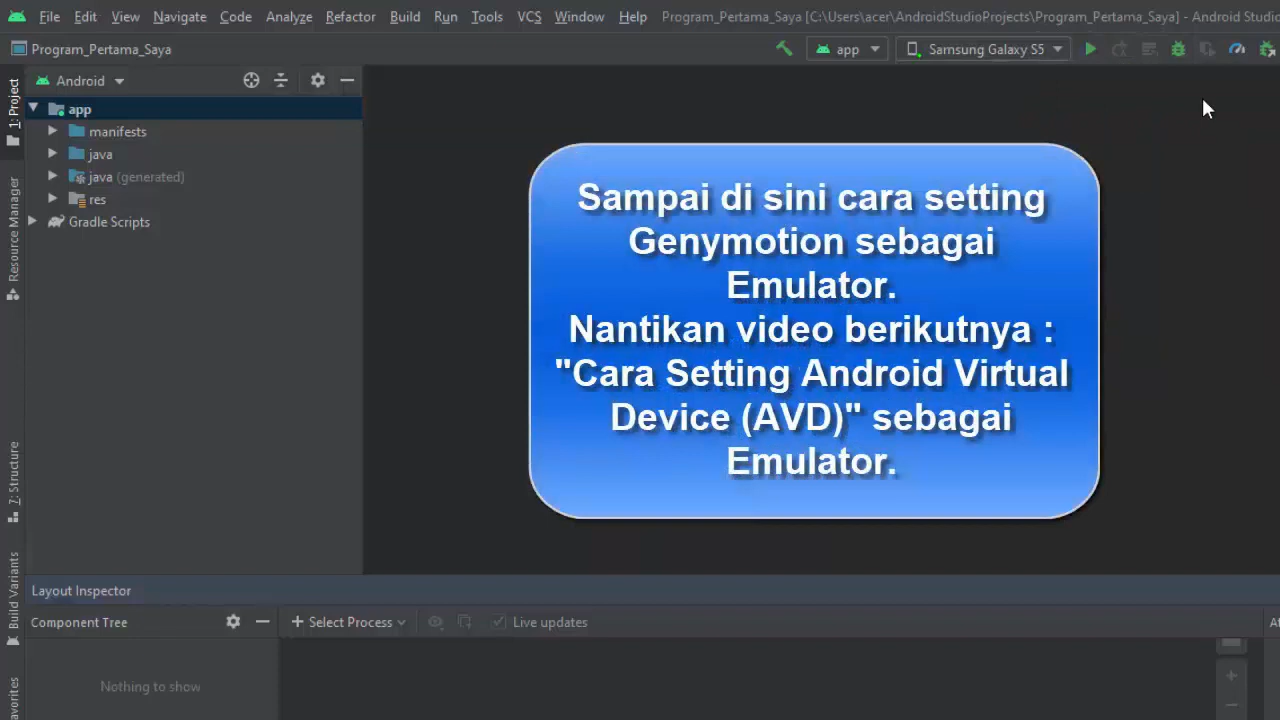 File Edit View Navigate Code Analyze Refactor Build Run Tools VCS Window Help Program_Pertama_Saya [C:\Users\acer\AndroidStudioProjects\Program_Pertama_Saya] - Android Studio
Program_Pertama_Saya
app
Samsung Galaxy S5
1: Project
Android
app
manifests
java
java (generated)
res
Gradle Scripts
Resource Manager
7: Structure
Build Variants
Sampai di sini cara setting
Genymotion sebagai
Emulator.
Nantikan video berikutnya :
"Cara Setting Android Virtual
Device (AVD)" sebagai
Emulator.
Layout Inspector
Component Tree
Select Process
Live updates
Nothing to show